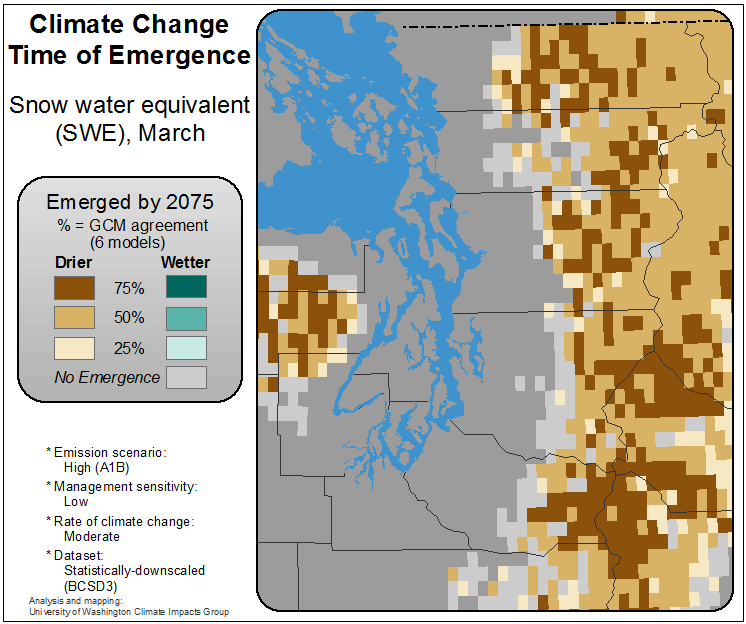 Climate Change
Time of Emergence
Snow water equivalent
(SWE), March
Emerged by 2075
% = GCM agreement
(6 models)
Drier Wetter
75%
50%
25%
No Emergence
* Emission scenario:
High (A1B)
* Management sensitivity:
Low
* Rate of climate change:
Moderate
* Dataset:
Statistically-downscaled
(BCSD3)
Analysis and mapping:
University of Washington Climate Impacts Group